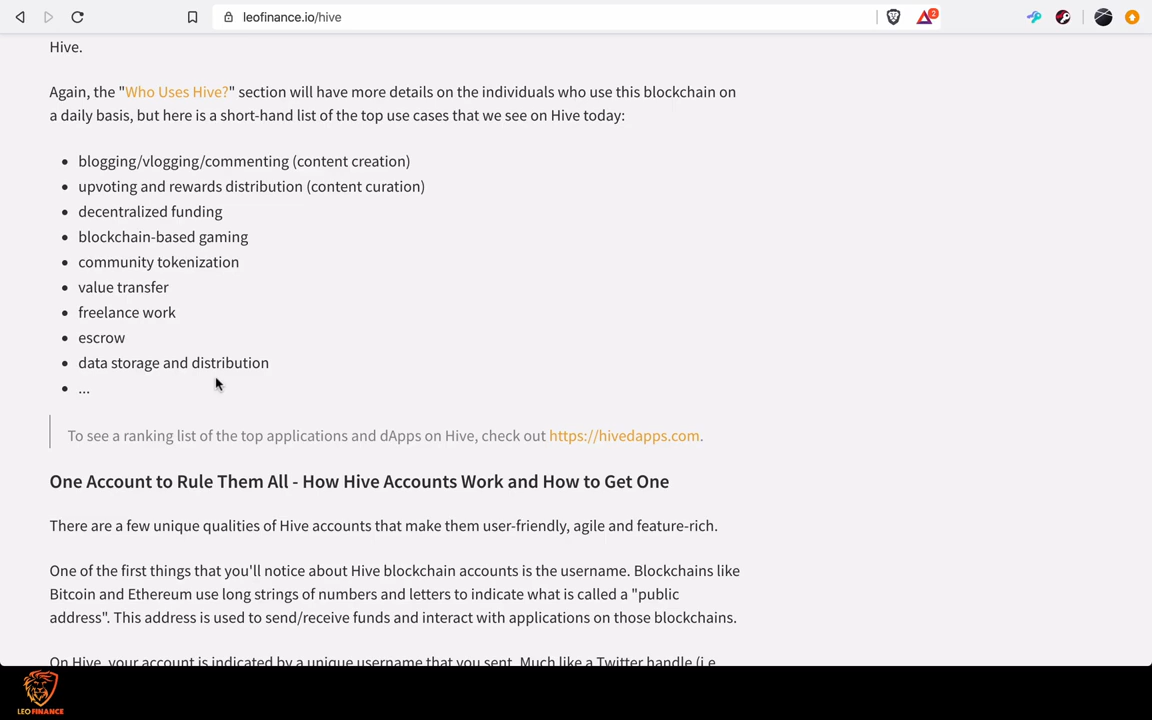 leofinance.io/hive
2
Hive.
Again, the "Who Uses Hive?" section will have more details on the individuals who use this blockchain on
a daily basis, but here is a short-hand list of the top use cases that we see on Hive today:
• blogging/vlogging/commenting (content creation)
• upvoting and rewards distribution (content curation)
• decentralized funding
• blockchain-based gaming
• community tokenization
• value transfer
• freelance work
• escrow
• data storage and distribution
• ...
To see a ranking list of the top applications and dApps on Hive, check out https://hivedapps.com.
One Account to Rule Them All - How Hive Accounts Work and How to Get One
There are a few unique qualities of Hive accounts that make them user-friendly, agile and feature-rich.
One of the first things that you'll notice about Hive blockchain accounts is the username. Blockchains like
Bitcoin and Ethereum use long strings of numbers and letters to indicate what is called a "public
address". This address is used to send/receive funds and interact with applications on those blockchains.
On Hive, your account is indicated by a unique username that you sent. Much like a Twitter handle (i.e.
LEOFINANCE